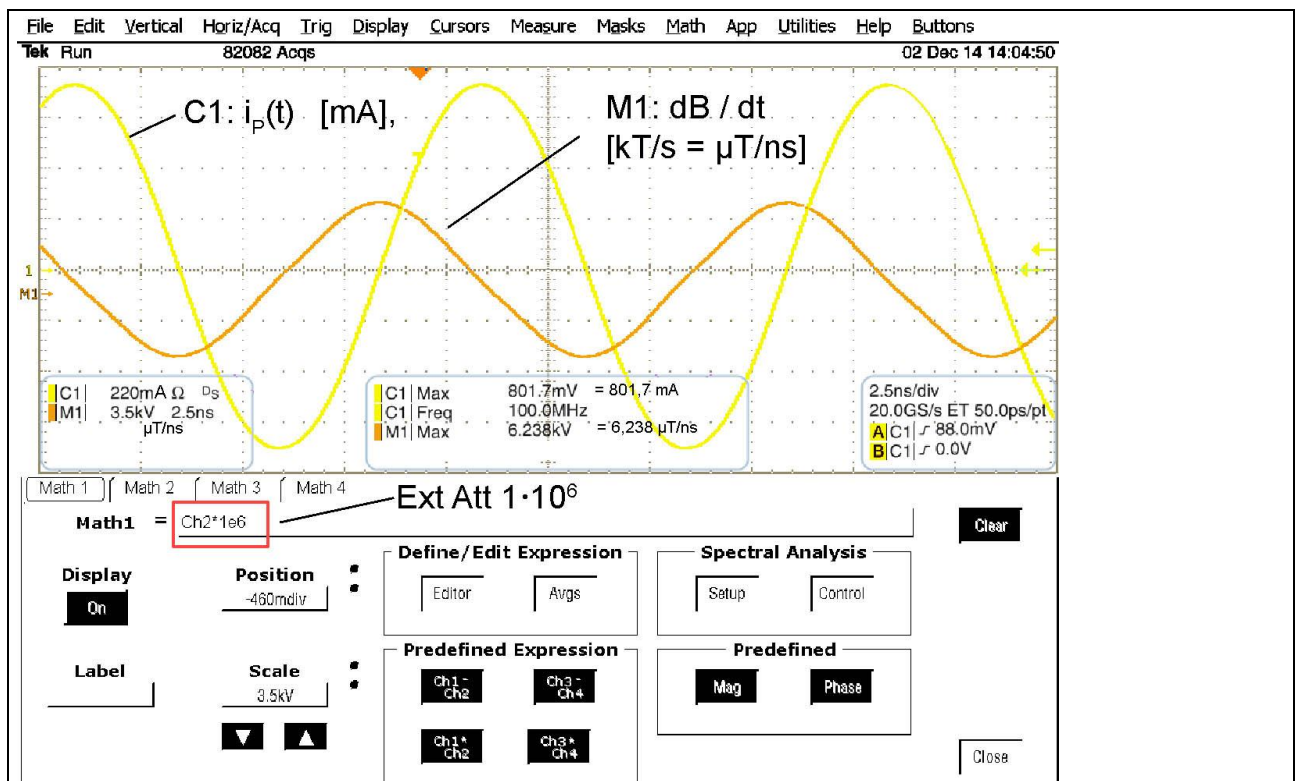 File Edit Vertical Horiz/Acq Trig Display Cursors Measure Masks Math App Utilities Help Buttons
Tek Run 82082 Acqs 02 Dec 14 14:04:50
C1: iP(t) [mA],
M1: dB / dt
[kT/s = µT/ns]
1
M1
C1 220mA Ω Ds
M1 3.5kV 2.5ns
µT/ns
C1 Max 801.7mV = 801,7 mA
C1 Freq 100.0MHz
M1 Max 6.238kV = 6,238 µT/ns
2.5ns/div
20.0GS/s ET 50.0ps/pt
A C1 88.0mV
B C1 0.0V
Math 1 Math 2 Math 3 Math 4
Ext Att 1·10⁶
Math1 = Ch2*1e6
Clear
Display
On
Position
-460mdiv
Define/Edit Expression
Editor Avgs
Spectral Analysis
Setup Control
Label
Scale
3.5kV
Predefined Expression
Ch1 - Ch2
Ch3 - Ch4
Ch1 * Ch2
Ch3 * Ch4
Predefined
Mag Phase
Close